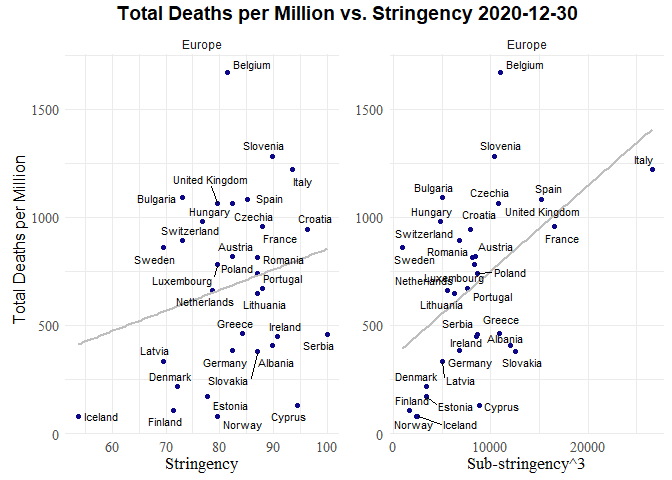 Total Deaths per Million vs. Stringency 2020-12-30
Total Deaths per Million
Europe
Belgium
1500
Slovenia
Italy
United Kingdom
Bulgaria
Spain
Hungary
1000
Czechia
Croatia
Switzerland
France
Sweden
Austria
Romania
Poland
Luxembourg
Portugal
Netherlands
Lithuania
500
Greece
Ireland
Serbia
Latvia
Germany
Albania
Denmark
Slovakia
Estonia
Iceland
Finland
Norway
Cyprus
0
60
70
80
90
100
Stringency
Europe
Belgium
1500
Slovenia
Italy
Bulgaria
Spain
Czechia
Hungary
United Kingdom
1000
Croatia
Switzerland
France
Sweden
Romania
Austria
Poland
Luxembourg
Netherlands
Portugal
Lithuania
500
Serbia
Greece
Ireland
Albania
Germany
Slovakia
Denmark
Latvia
Finland
Estonia
Cyprus
Norway
Iceland
0
0
10000
20000
Sub-stringency^3